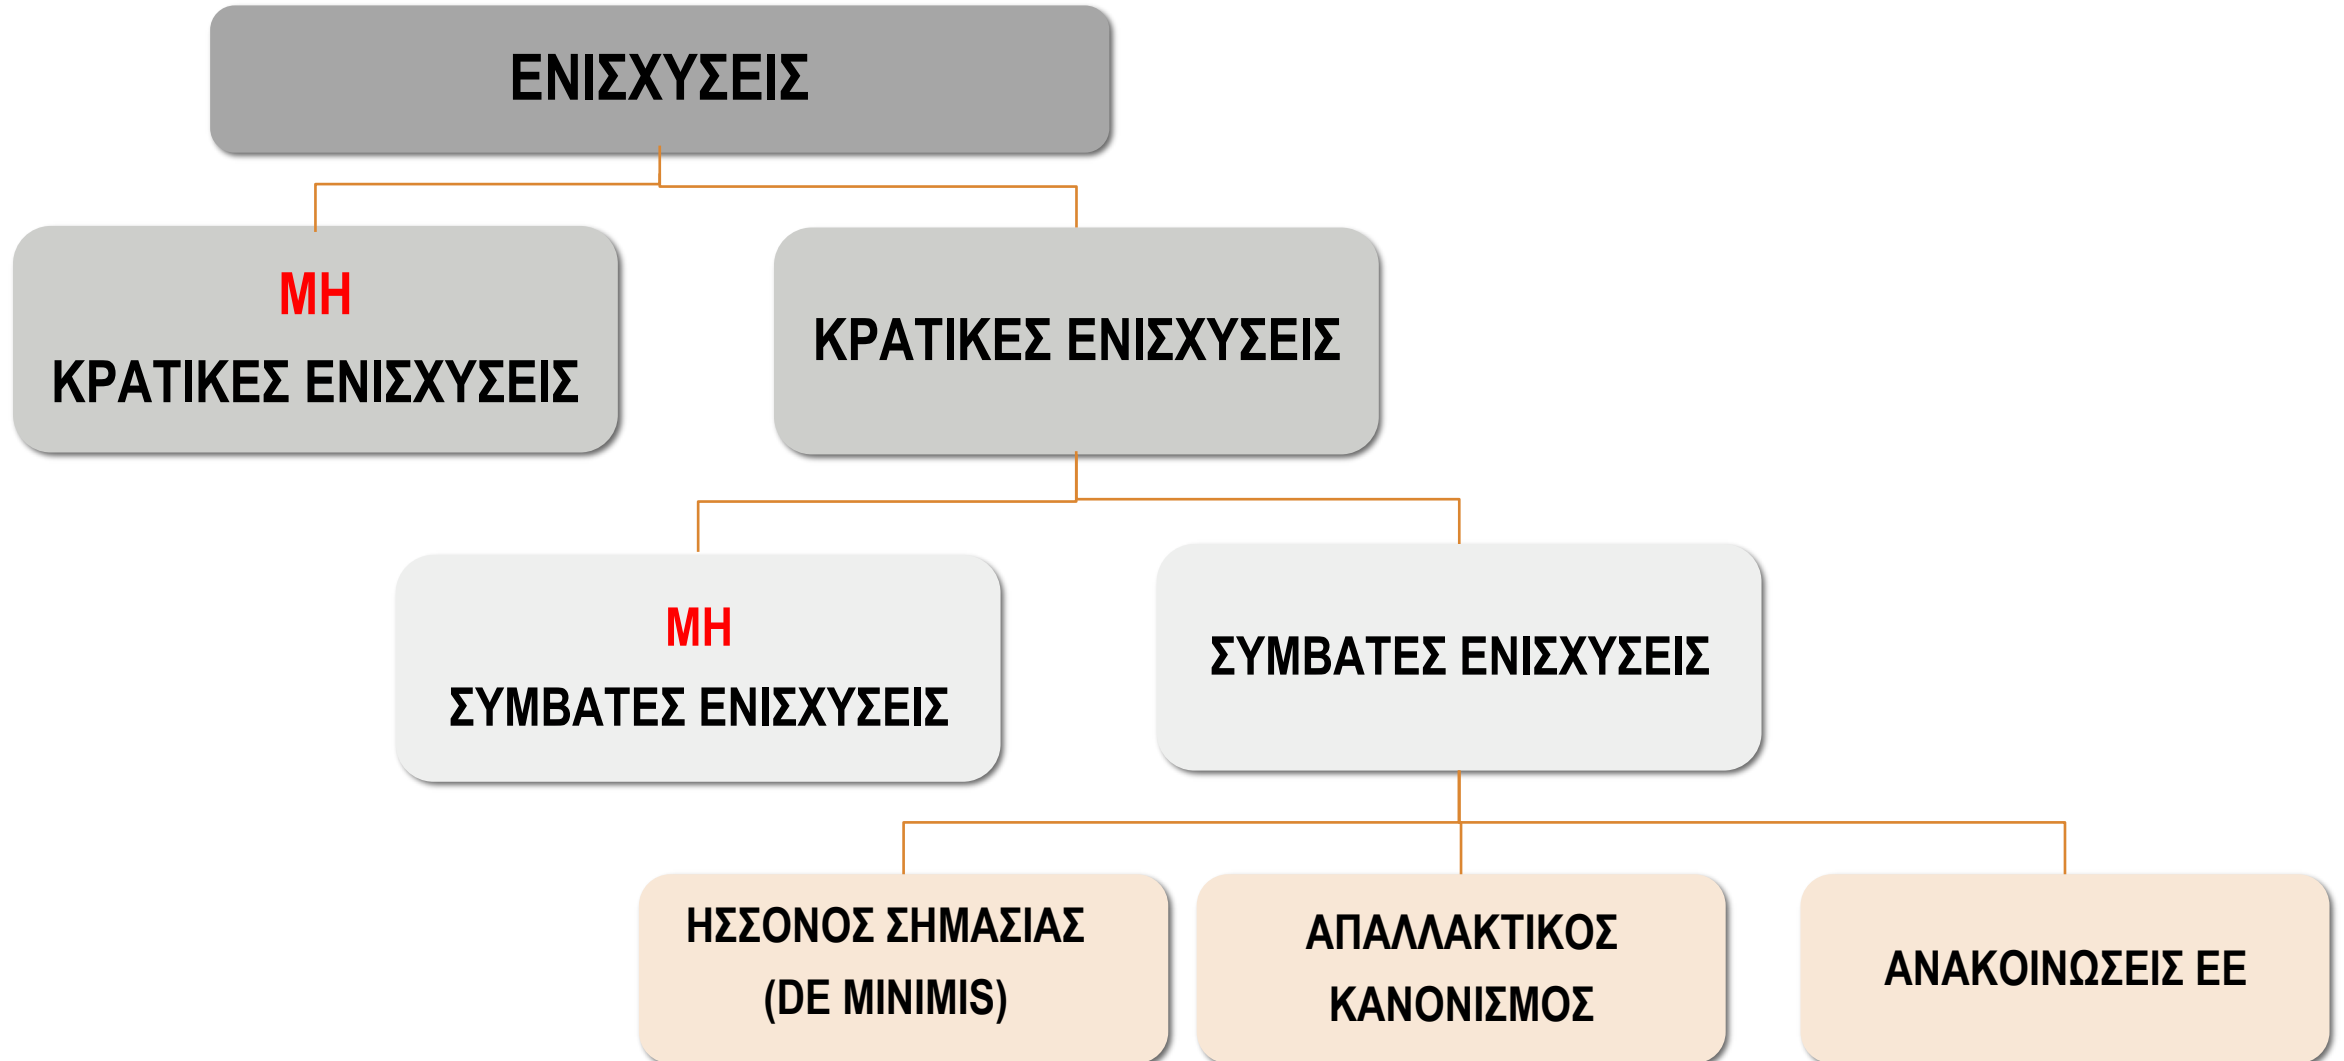 ΕΝΙΣΧΥΣΕΙΣ
ΜΗ
ΚΡΑΤΙΚΕΣ ΕΝΙΣΧΥΣΕΙΣ
ΚΡΑΤΙΚΕΣ ΕΝΙΣΧΥΣΕΙΣ
ΜΗ
ΣΥΜΒΑΤΕΣ ΕΝΙΣΧΥΣΕΙΣ
ΣΥΜΒΑΤΕΣ ΕΝΙΣΧΥΣΕΙΣ
ΗΣΣΟΝΟΣ ΣΗΜΑΣΙΑΣ
(DE MINIMIS)
ΑΠΑΛΛΑΚΤΙΚΟΣ
ΚΑΝΟΝΙΣΜΟΣ
ΑΝΑΚΟΙΝΩΣΕΙΣ ΕΕ